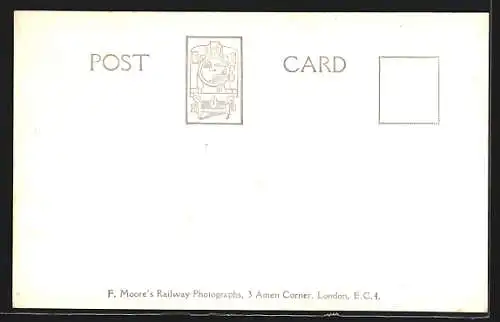 POST CARD
F. Moore's Railway Photographs, 3 Amen Corner, London, E.C.4.